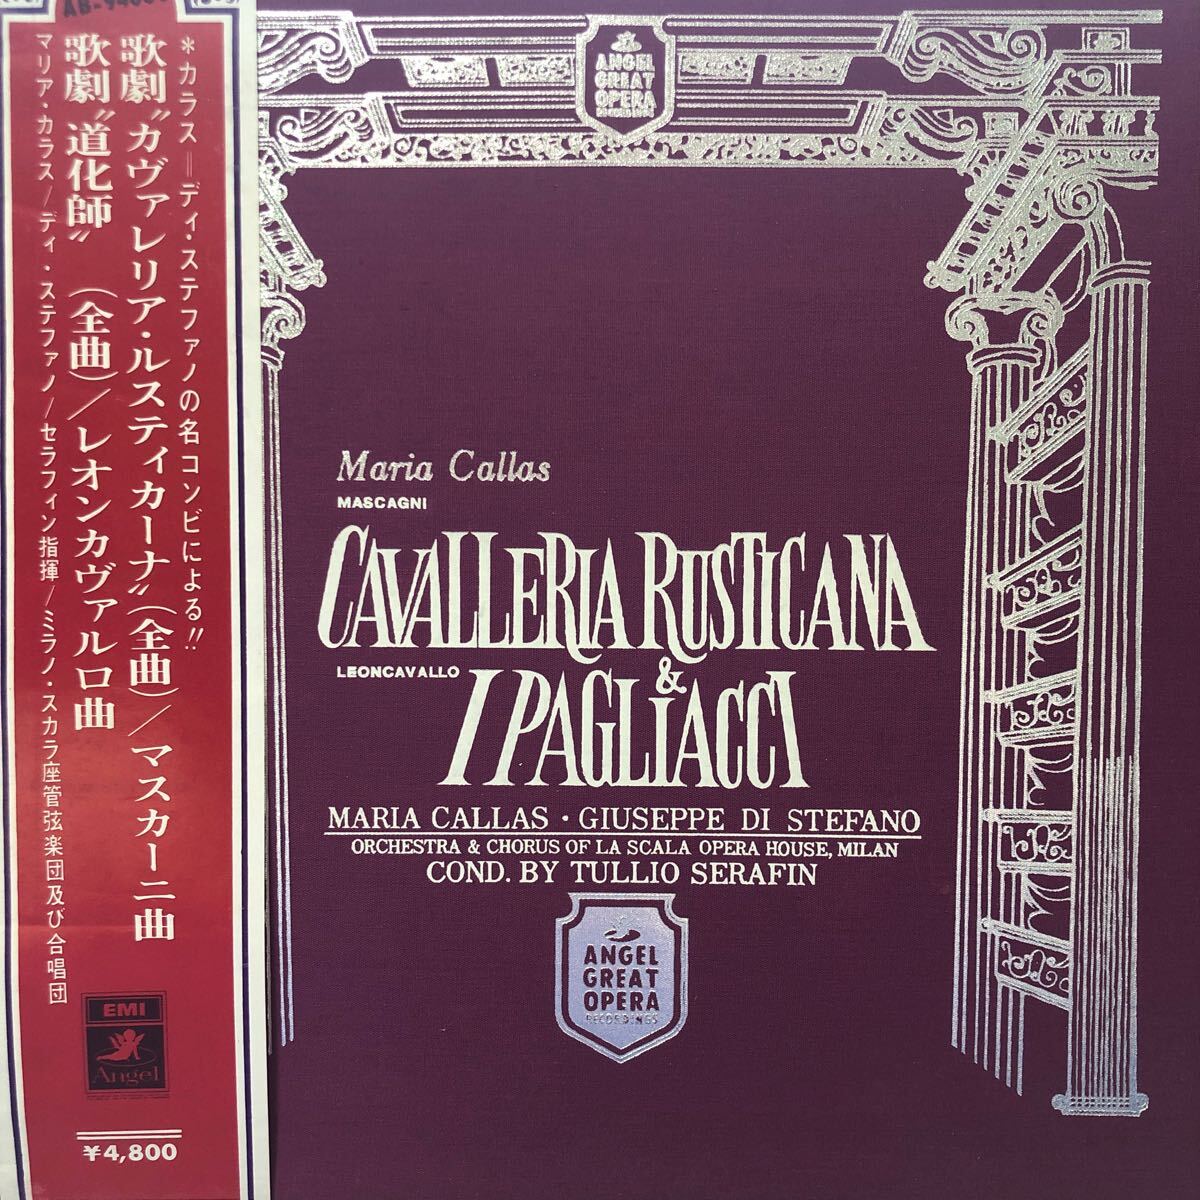 *カラス=ディ・ステファノの名コンビによる!!
歌劇“カヴァレリア・ルスティカーナ”(全曲)/マスカーニ曲
歌劇“道化師”(全曲)/レオンカヴァルロ曲
マリア・カラス/ディ・ステファノ/セラフィン指揮/ミラノ・スカラ座管弦楽団及び合唱団
EMI
Angel
¥4,800
ANGEL
GREAT
OPERA
RECORDINGS
Maria Callas
MASCAGNI
CAVALLERIA RUSTICANA
&
LEONCAVALLO
I PAGLIACCI
MARIA CALLAS · GIUSEPPE DI STEFANO
ORCHESTRA & CHORUS OF LA SCALA OPERA HOUSE, MILAN
COND. BY TULLIO SERAFIN
ANGEL
GREAT
OPERA
RECORDINGS